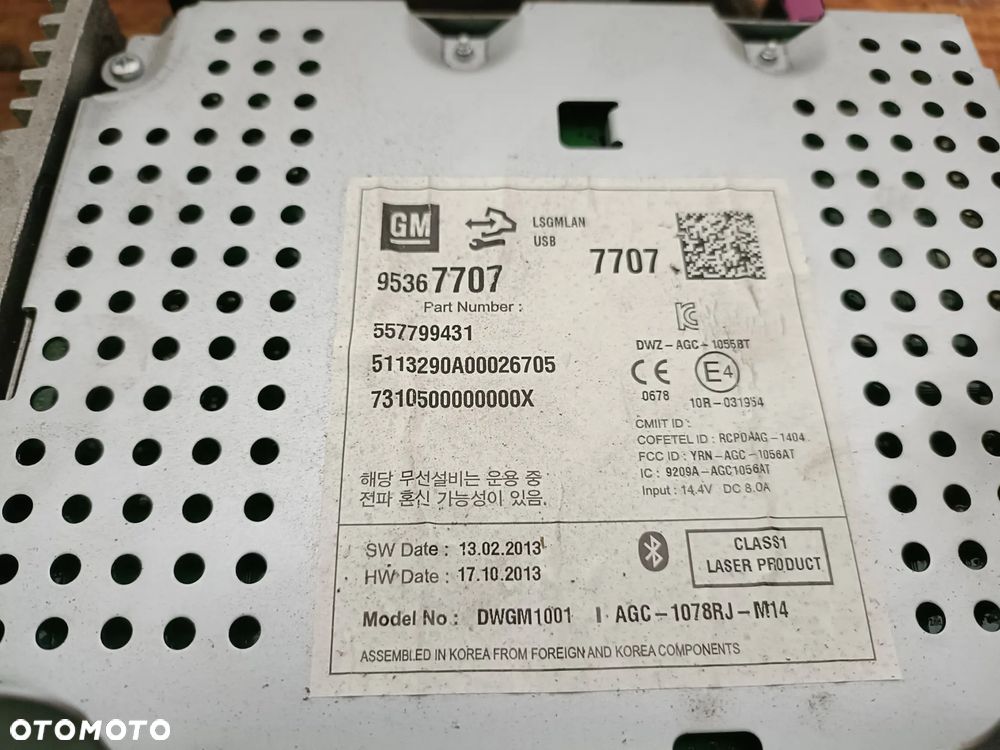 GM
LSGMLAN
USB
7707
95367707
Part Number :
557799431
5113290A00026705
7310500000000X
DWZ-AGC-1055BT
CE
E4
0678
10R-031954
CMIIT ID :
COFETEL ID : RCPDAAG-1404
FCC ID : YRN-AGC-1056AT
IC : 9209A-AGC1056AT
Input : 14.4V DC 8.0A
해당 무선설비는 운용 중
전파 혼신 가능성이 있음.
SW Date : 13.02.2013
HW Date : 17.10.2013
CLASS1
LASER PRODUCT
Model No : DWGM1001 I AGC-1078RJ-M14
ASSEMBLED IN KOREA FROM FOREIGN AND KOREA COMPONENTS
OTOMOTO